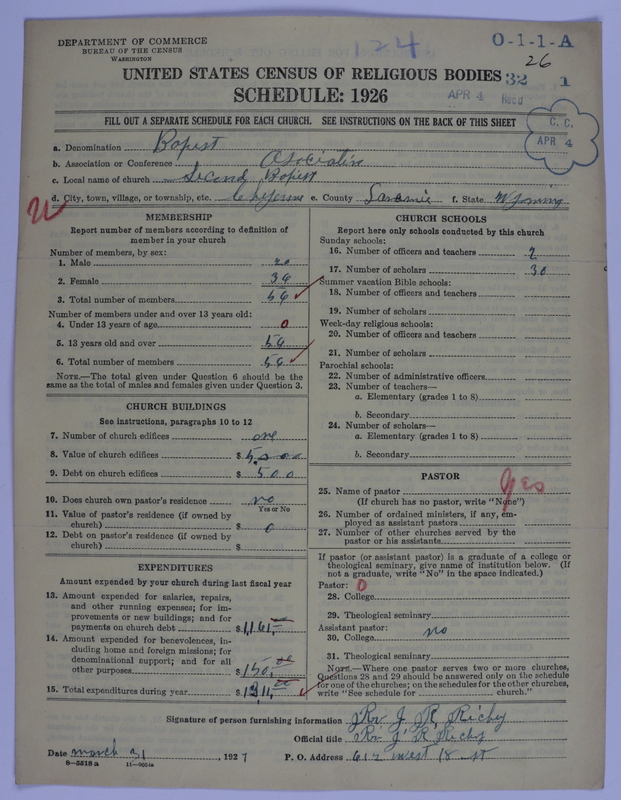 DEPARTMENT OF COMMERCE
BUREAU OF THE CENSUS
WASHINGTON
124
O-1-1-A
26
UNITED STATES CENSUS OF RELIGIOUS BODIES 32 1
SCHEDULE: 1926
APR 4 Recd
FILL OUT A SEPARATE SCHEDULE FOR EACH CHURCH. SEE INSTRUCTIONS ON THE BACK OF THIS SHEET
C. C.
APR 4
a. Denomination Bapest
b. Association or Conference Asociatin
c. Local name of church Second Bapest
d. City, town, village, or township, etc. Cheyenne e. County Laramie f. State Wyoming
MEMBERSHIP
Report number of members according to definition of
member in your church
Number of members, by sex:
1. Male 20
2. Female 36
3. Total number of members 56
Number of members under and over 13 years old:
4. Under 13 years of age 0
5. 13 years old and over 56
6. Total number of members 56
NOTE.—The total given under Question 6 should be the
same as the total of males and females given under Question 3.
CHURCH BUILDINGS
See instructions, paragraphs 10 to 12
7. Number of church edifices one
8. Value of church edifices $ 5,000
9. Debt on church edifices $ 500
10. Does church own pastor's residence no
Yes or No
11. Value of pastor's residence (if owned by
church) $ 0
12. Debt on pastor's residence (if owned by
church) $
EXPENDITURES
Amount expended by your church during last fiscal year
13. Amount expended for salaries, repairs,
and other running expenses; for im-
provements or new buildings; and for
payments on church debt $ 1,161.00
14. Amount expended for benevolences, in-
cluding home and foreign missions; for
denominational support; and for all
other purposes $ 150.00
15. Total expenditures during year $ 1311.00
CHURCH SCHOOLS
Report here only schools conducted by this church
Sunday schools:
16. Number of officers and teachers 7
17. Number of scholars 30
Summer vacation Bible schools:
18. Number of officers and teachers
19. Number of scholars
Week-day religious schools:
20. Number of officers and teachers
21. Number of scholars
Parochial schools:
22. Number of administrative officers
23. Number of teachers—
a. Elementary (grades 1 to 8)
b. Secondary
24. Number of scholars—
a. Elementary (grades 1 to 8)
b. Secondary
PASTOR
25. Name of pastor Yes
(If church has no pastor, write "None")
26. Number of ordained ministers, if any, em-
ployed as assistant pastors
27. Number of other churches served by the
pastor or his assistants
If pastor (or assistant pastor) is a graduate of a college or
theological seminary, give name of institution below. (If
not a graduate, write "No" in the space indicated.)
Pastor: 0
28. College
29. Theological seminary
Assistant pastor: no
30. College
31. Theological seminary
NOTE.—Where one pastor serves two or more churches,
Questions 28 and 29 should be answered only on the schedule
for one of the churches; on the schedules for the other churches,
write "See schedule for church."
Signature of person furnishing information Rev J. R. Richy
Official title Rev J R Richy
Date march 31, 1927 P. O. Address 612 west 18 st
8-5518 a